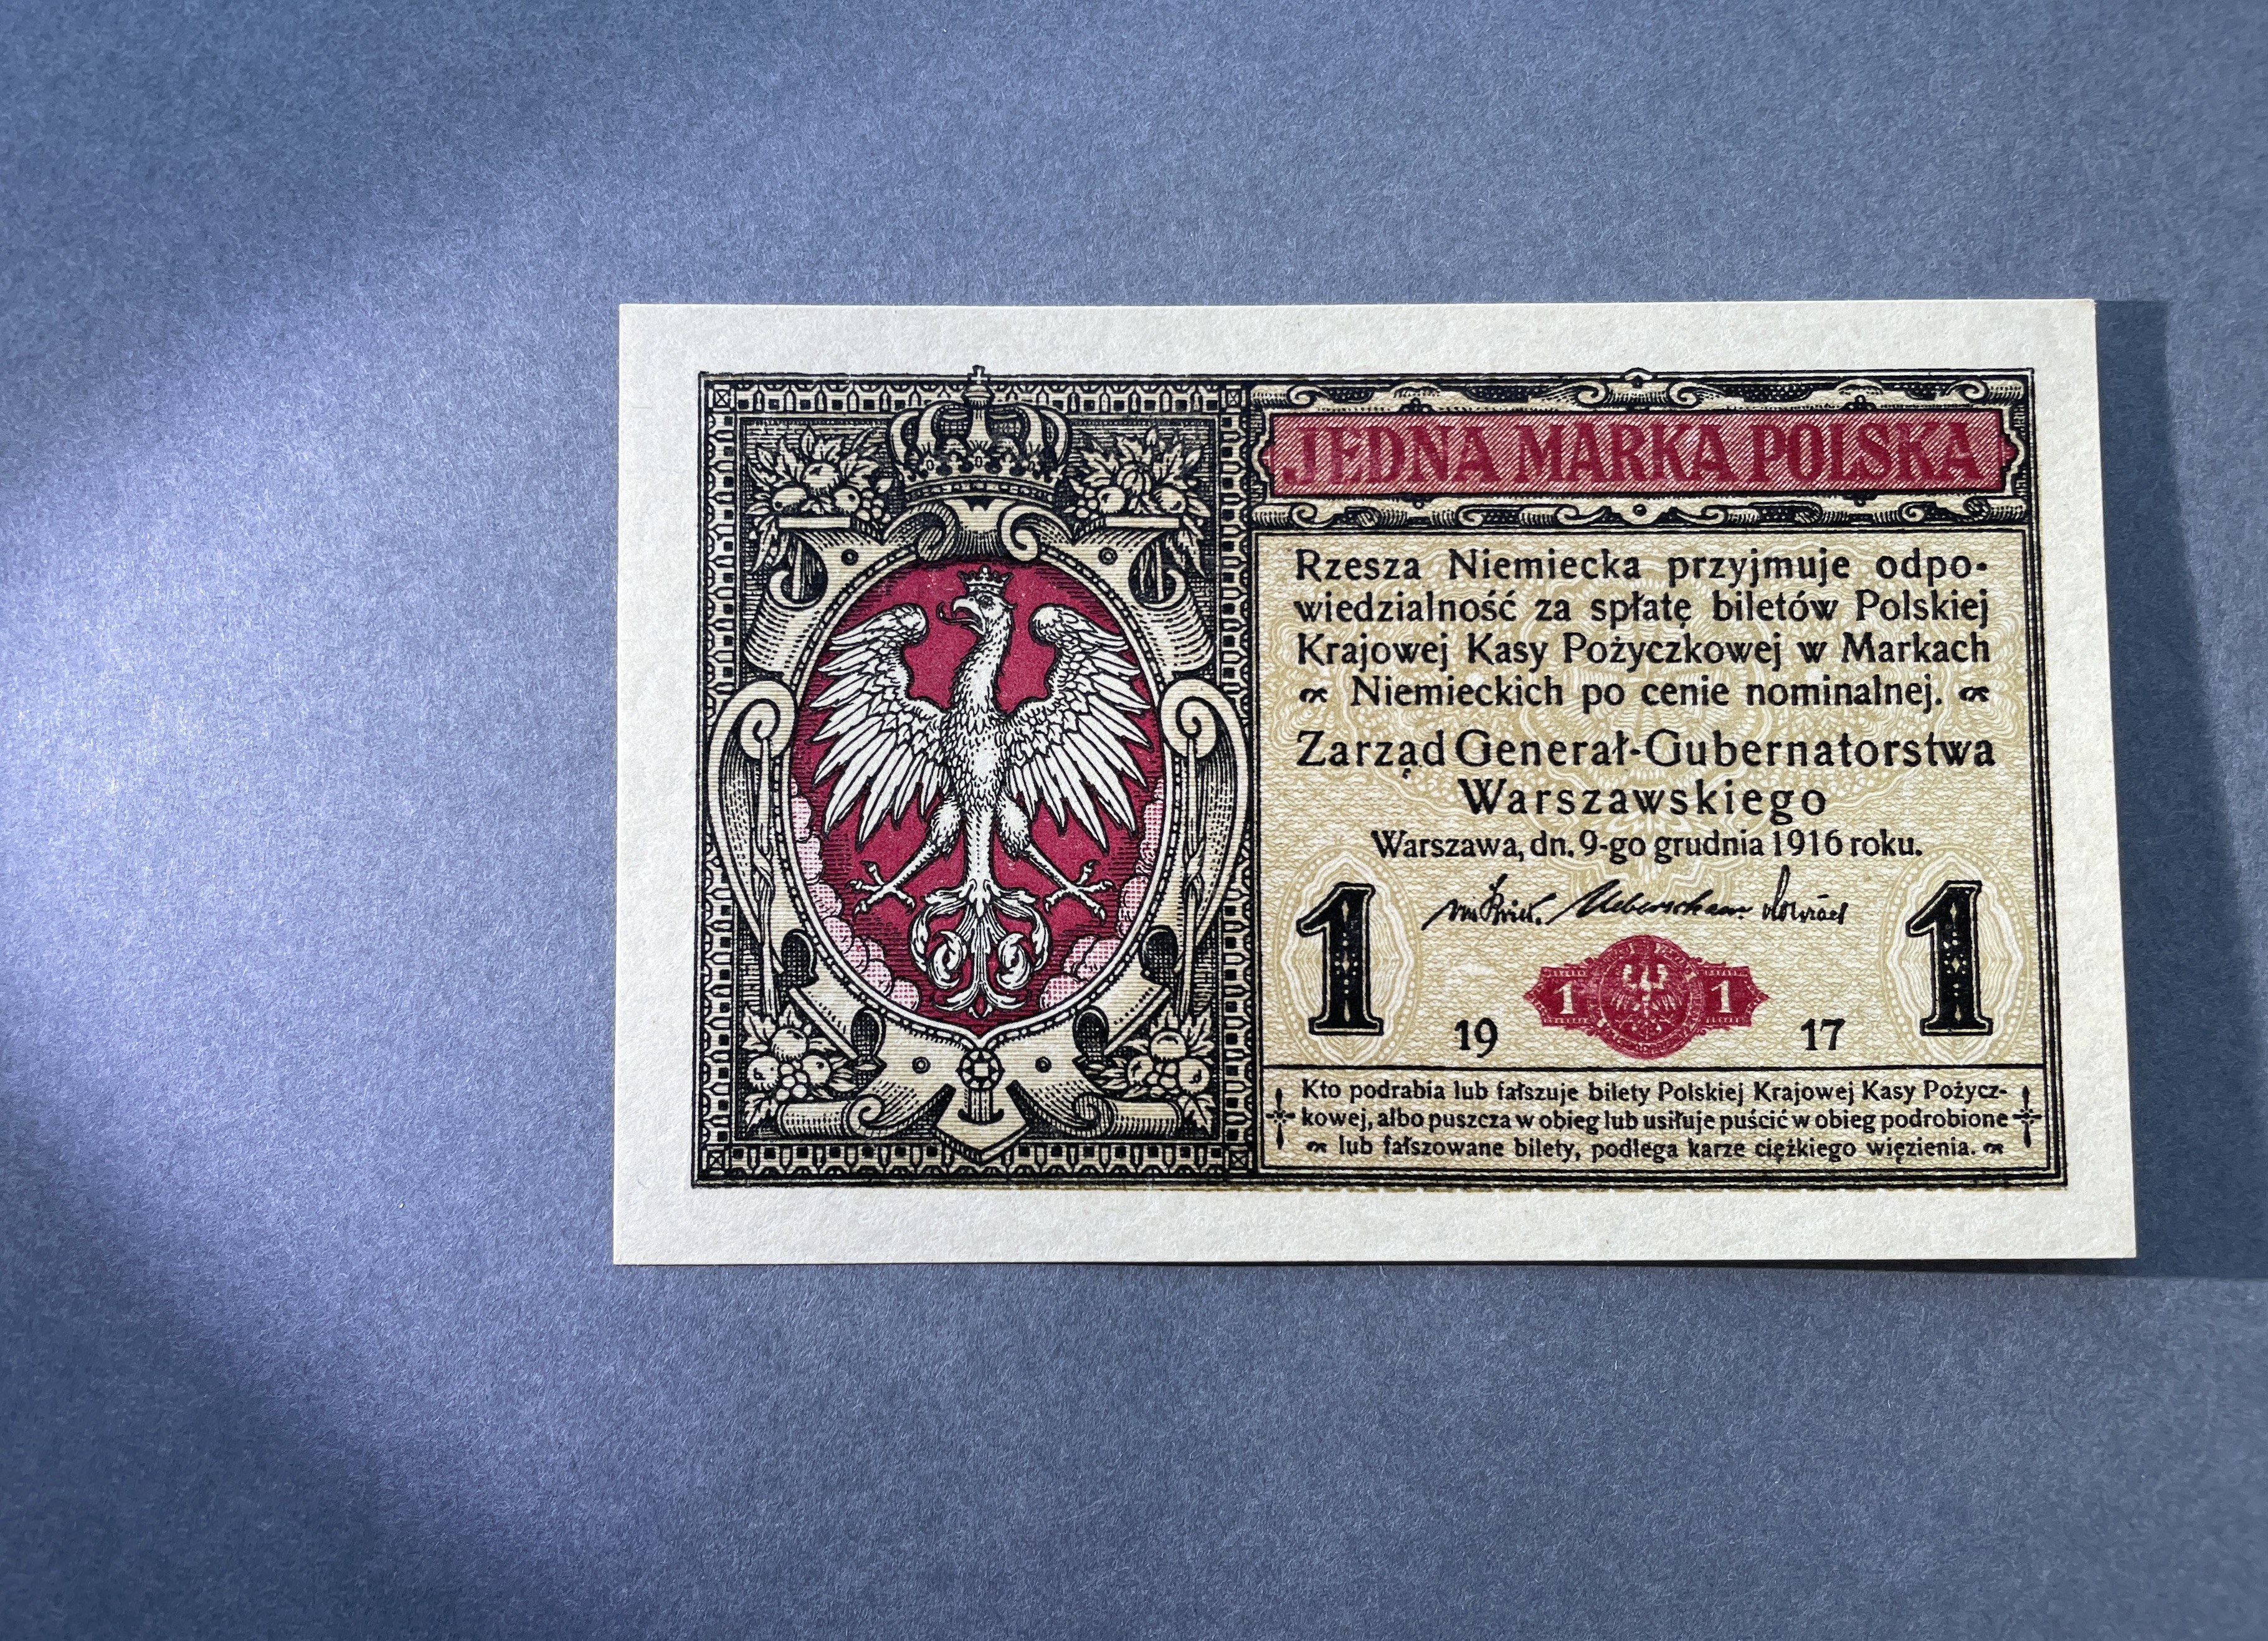 JEDNA MARKA POLSKA
Rzesza Niemiecka przyjmuje odpo-
wiedzialność za spłatę biletów Polskiej
Krajowej Kasy Pożyczkowej w Markach
Niemieckich po cenie nominalnej.
Zarząd Generał-Gubernatorstwa
Warszawskiego
Warszawa, dn. 9-go grudnia 1916 roku.
1 1
1 1
19 17
Kto podrabia lub fałszuje bilety Polskiej Krajowej Kasy Pożycz-
kowej, albo puszcza w obieg lub usiłuje puścić w obieg podrobione
lub fałszowane bilety, podlega karze ciężkiego więzienia.